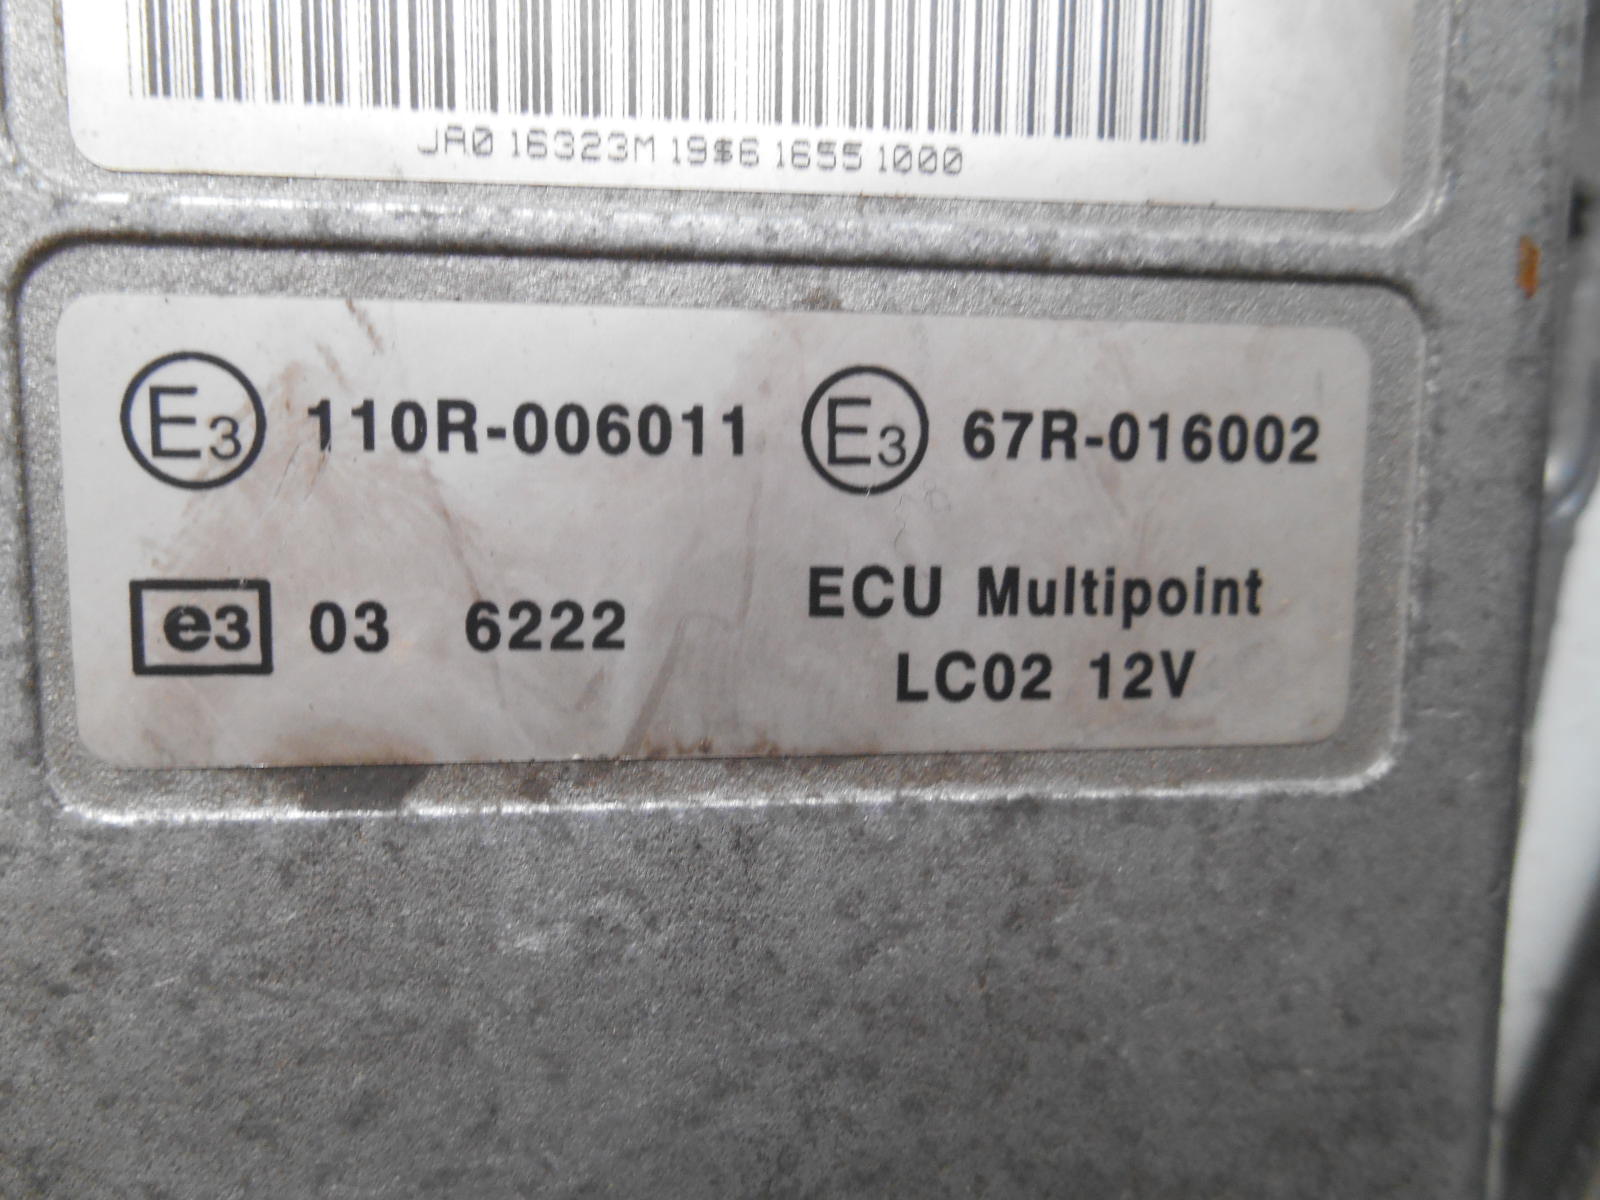 JA0 16323M 19$6 1655 1000
E3 110R-006011 E3 67R-016002
e3 03 6222
ECU Multipoint
LC02 12V